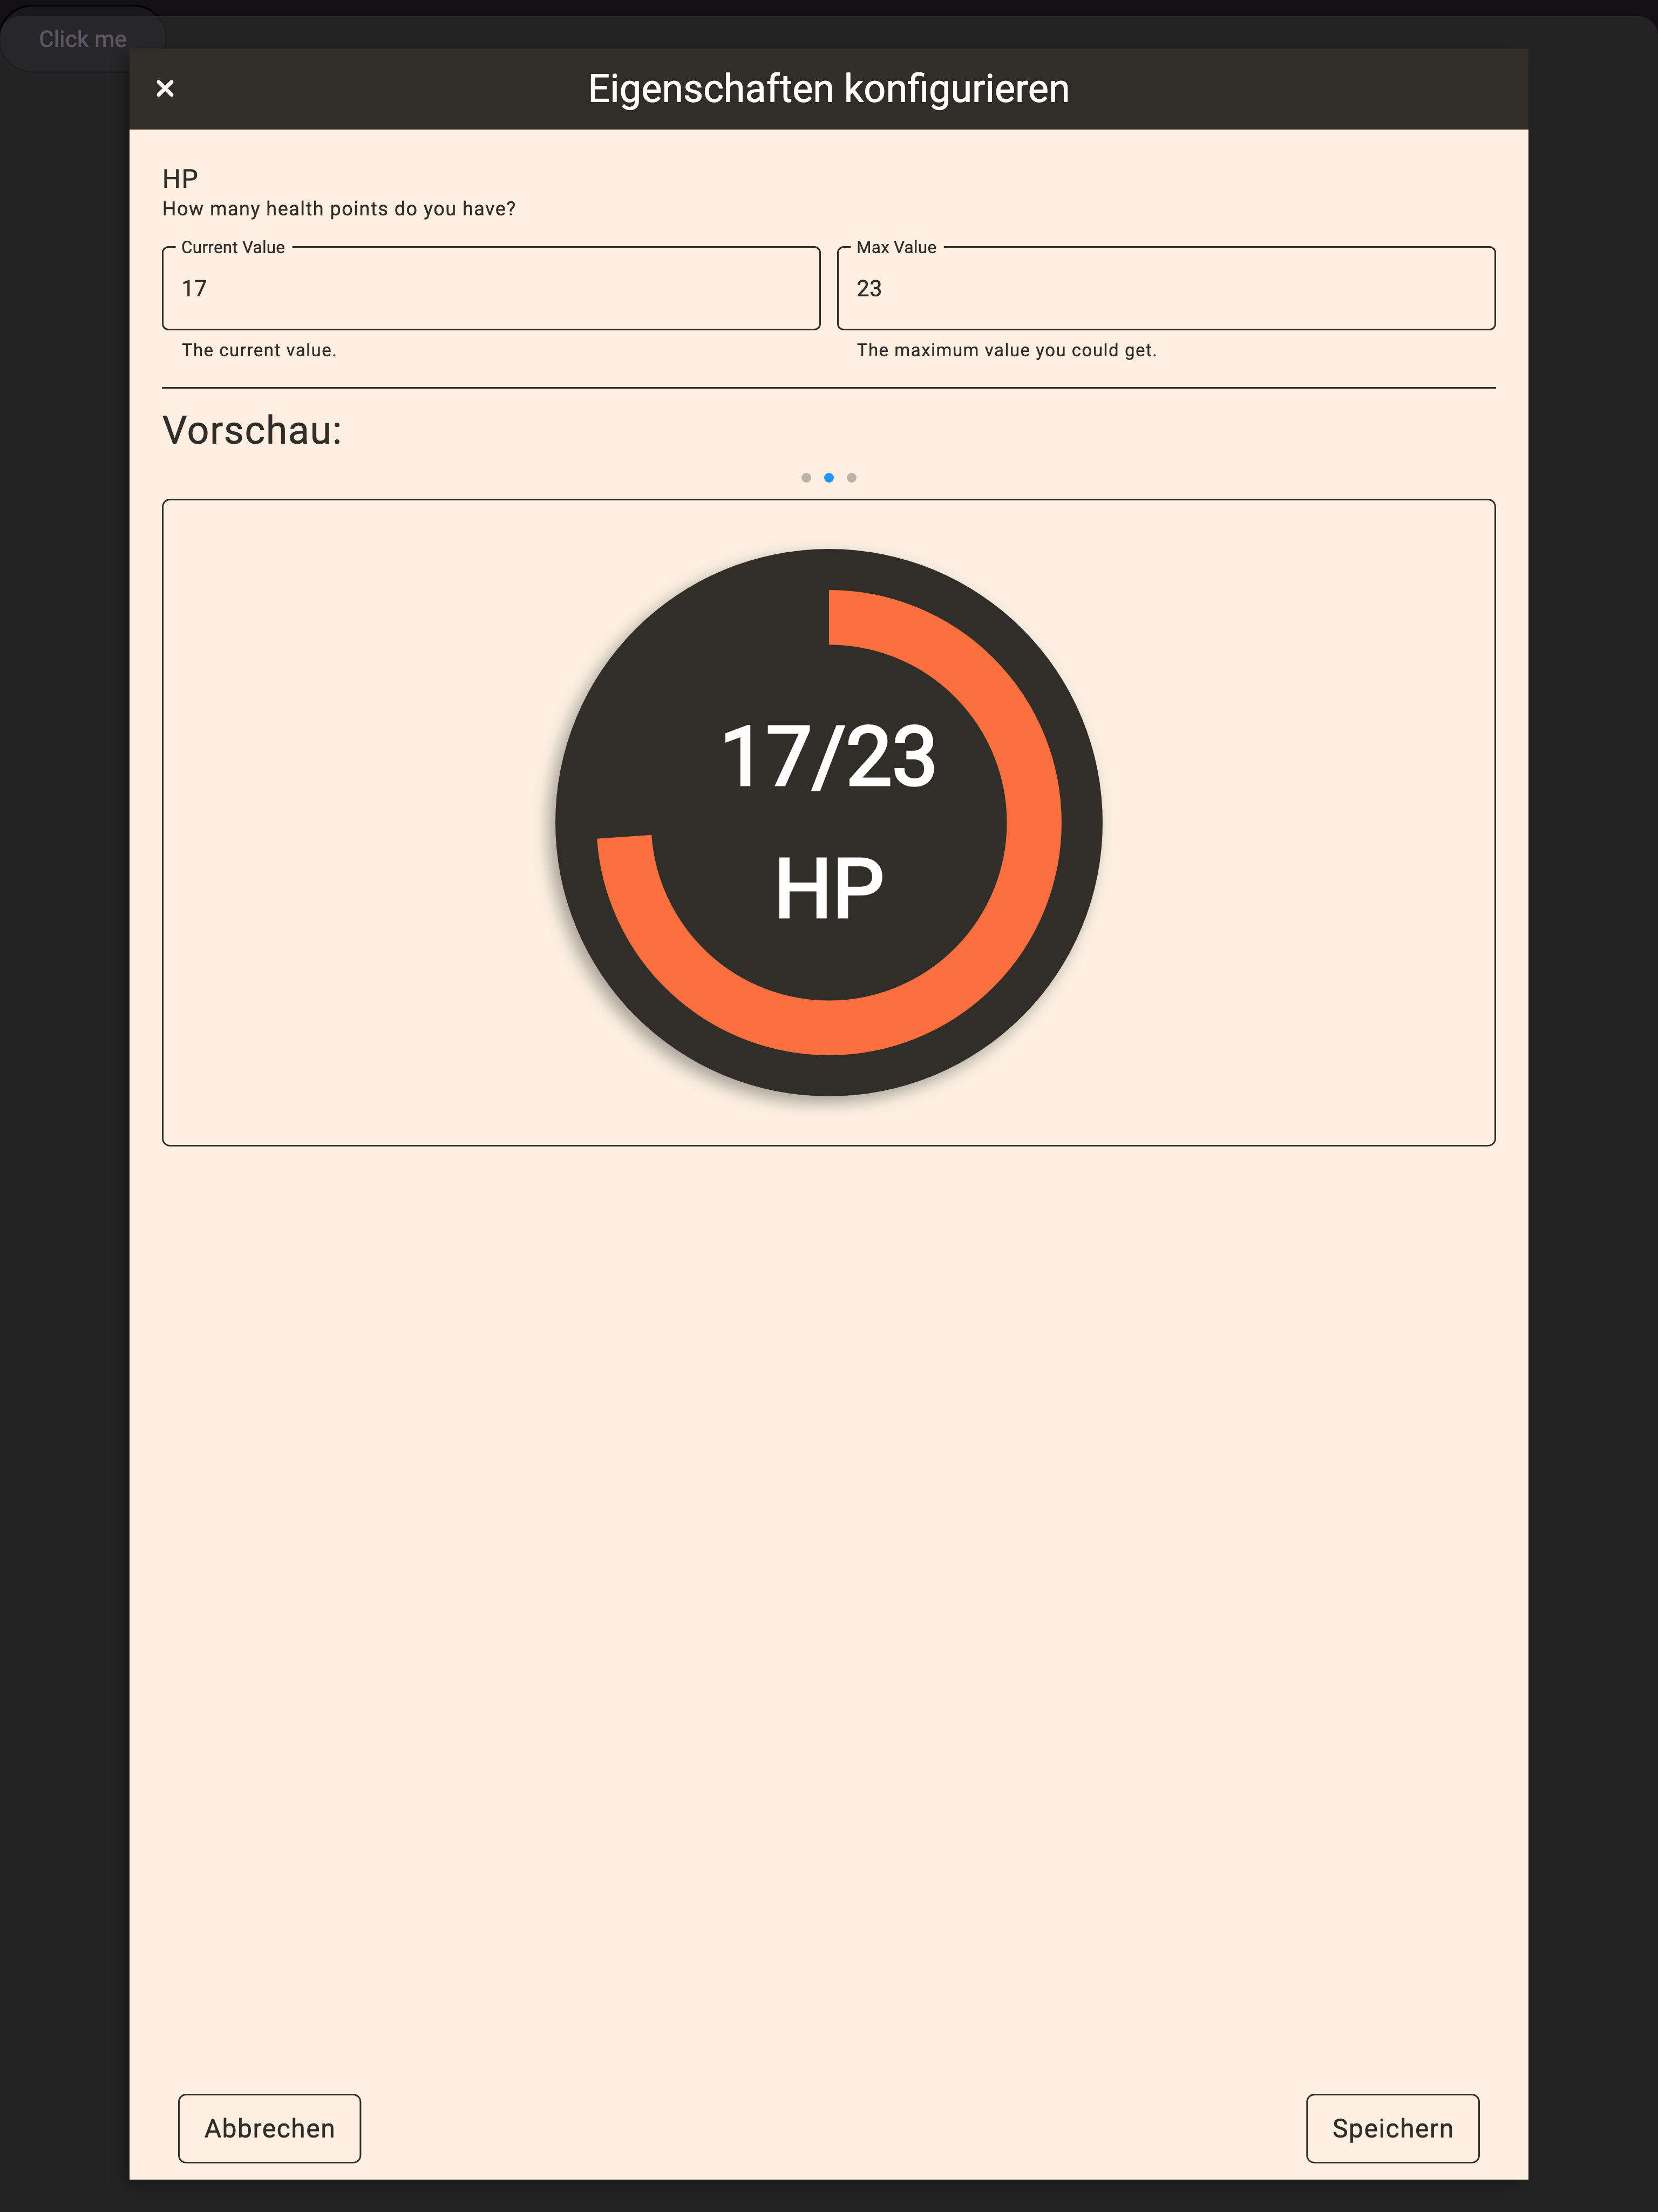 Click me
Eigenschaften konfigurieren
HP
How many health points do you have?
Current Value
17
The current value.
Max Value
23
The maximum value you could get.
Vorschau:
17/23
HP
Abbrechen
Speichern